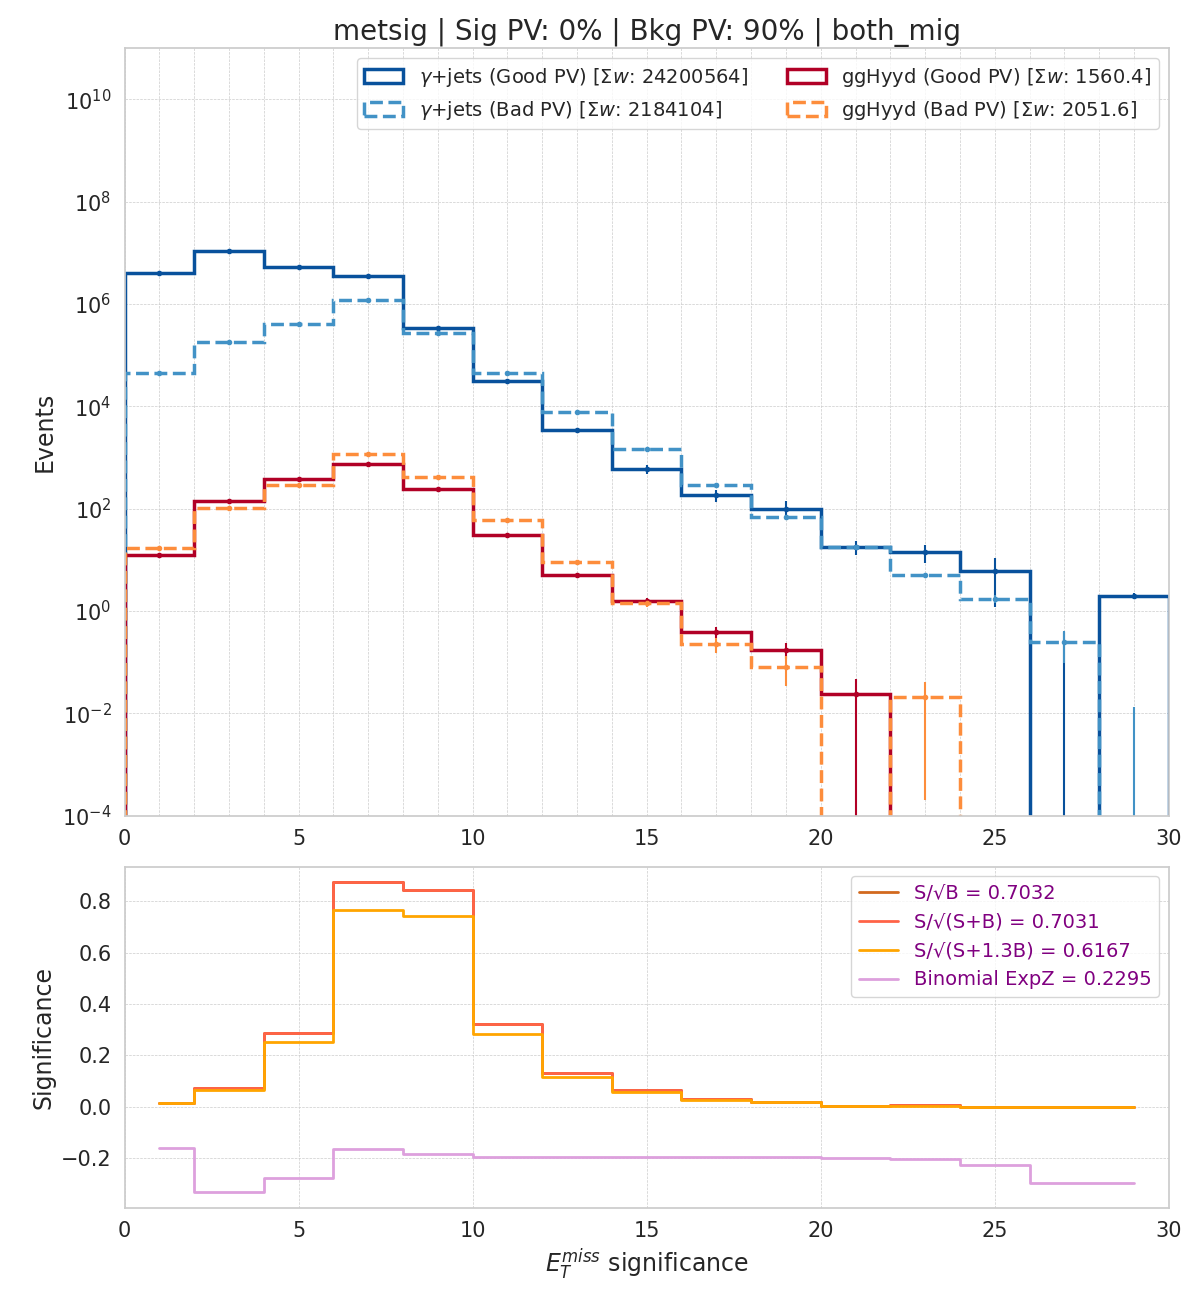 metsig | Sig PV: 0% | Bkg PV: 90% | both_mig
γ+jets (Good PV) [Σw: 24200564]
γ+jets (Bad PV) [Σw: 2184104]
ggHyyd (Good PV) [Σw: 1560.4]
ggHyyd (Bad PV) [Σw: 2051.6]
Events
10^10
10^8
10^6
10^4
10^2
10^0
10^−2
10^−4
0 5 10 15 20 25 30
S/√B = 0.7032
S/√(S+B) = 0.7031
S/√(S+1.3B) = 0.6167
Binomial ExpZ = 0.2295
Significance
0.8
0.6
0.4
0.2
0.0
−0.2
0 5 10 15 20 25 30
E_T^miss significance